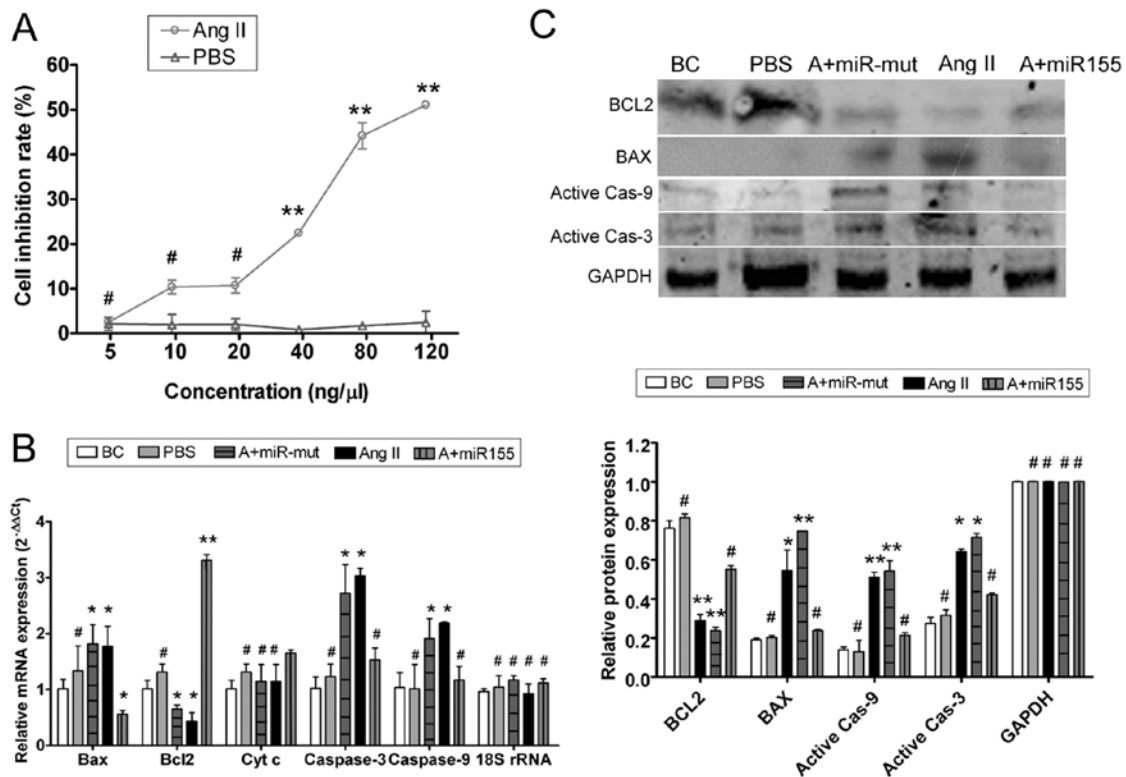 A
Ang II
PBS
Cell inhibition rate (%)
60
50
40
30
20
10
0
# # # ** ** **
5 10 20 40 80 120
Concentration (ng/μl)
B
BC PBS A+miR-mut Ang II A+miR155
Relative mRNA expression (2^-ΔΔCt)
4
3
2
1
0
# * * *
# * * **
# # #
# * * #
# * * #
# # # #
Bax Bcl2 Cyt c Caspase-3 Caspase-9 18S rRNA
C
BC PBS A+miR-mut Ang II A+miR155
BCL2
BAX
Active Cas-9
Active Cas-3
GAPDH
BC PBS A+miR-mut Ang II A+miR155
Relative protein expression
1.2
1.0
0.8
0.6
0.4
0.2
0.0
# ** ** #
# * ** #
# ** ** #
# * * #
# # # #
BCL2 BAX Active Cas-9 Active Cas-3 GAPDH